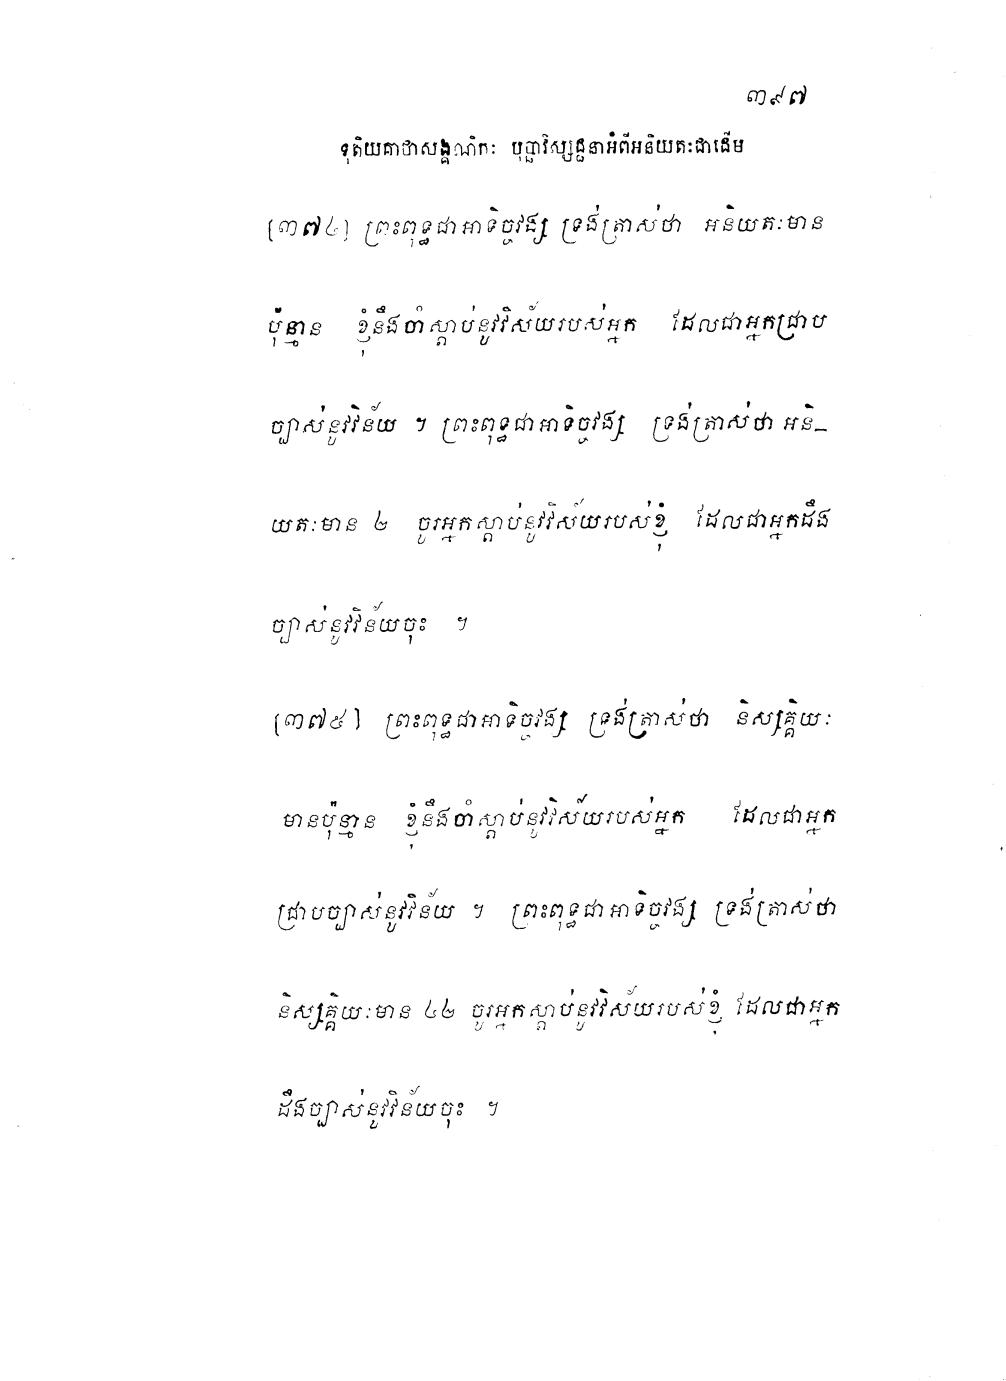 ៣៩៧
ទុតិយគាថាសង្គណិកៈ បុច្ឆាវិស្សជ្ជនាអំពីអនិយតៈជាដើម
[៣៧៤] ព្រះពុទ្ធជាអាទិច្ចវង្ស ទ្រង់ត្រាស់ថា អនិយតៈមាន
ប៉ុន្មាន ខ្ញុំនឹងចាំស្តាប់នូវវិស័យរបស់អ្នក ដែលជាអ្នកជ្រាប
ច្បាស់នូវវិន័យ ។ ព្រះពុទ្ធជាអាទិច្ចវង្ស ទ្រង់ត្រាស់ថា អនិ-
យតៈមាន ២ ចូរអ្នកស្តាប់នូវវិស័យរបស់ខ្ញុំ ដែលជាអ្នកដឹង
ច្បាស់នូវវិន័យចុះ ។
[៣៧៥] ព្រះពុទ្ធជាអាទិច្ចវង្ស ទ្រង់ត្រាស់ថា និស្សគ្គិយៈ
មានប៉ុន្មាន ខ្ញុំនឹងចាំស្តាប់នូវវិស័យរបស់អ្នក ដែលជាអ្នក
ជ្រាបច្បាស់នូវវិន័យ ។ ព្រះពុទ្ធជាអាទិច្ចវង្ស ទ្រង់ត្រាស់ថា
និស្សគ្គិយៈមាន ៤២ ចូរអ្នកស្តាប់នូវវិស័យរបស់ខ្ញុំ ដែលជាអ្នក
ដឹងច្បាស់នូវវិន័យចុះ ។